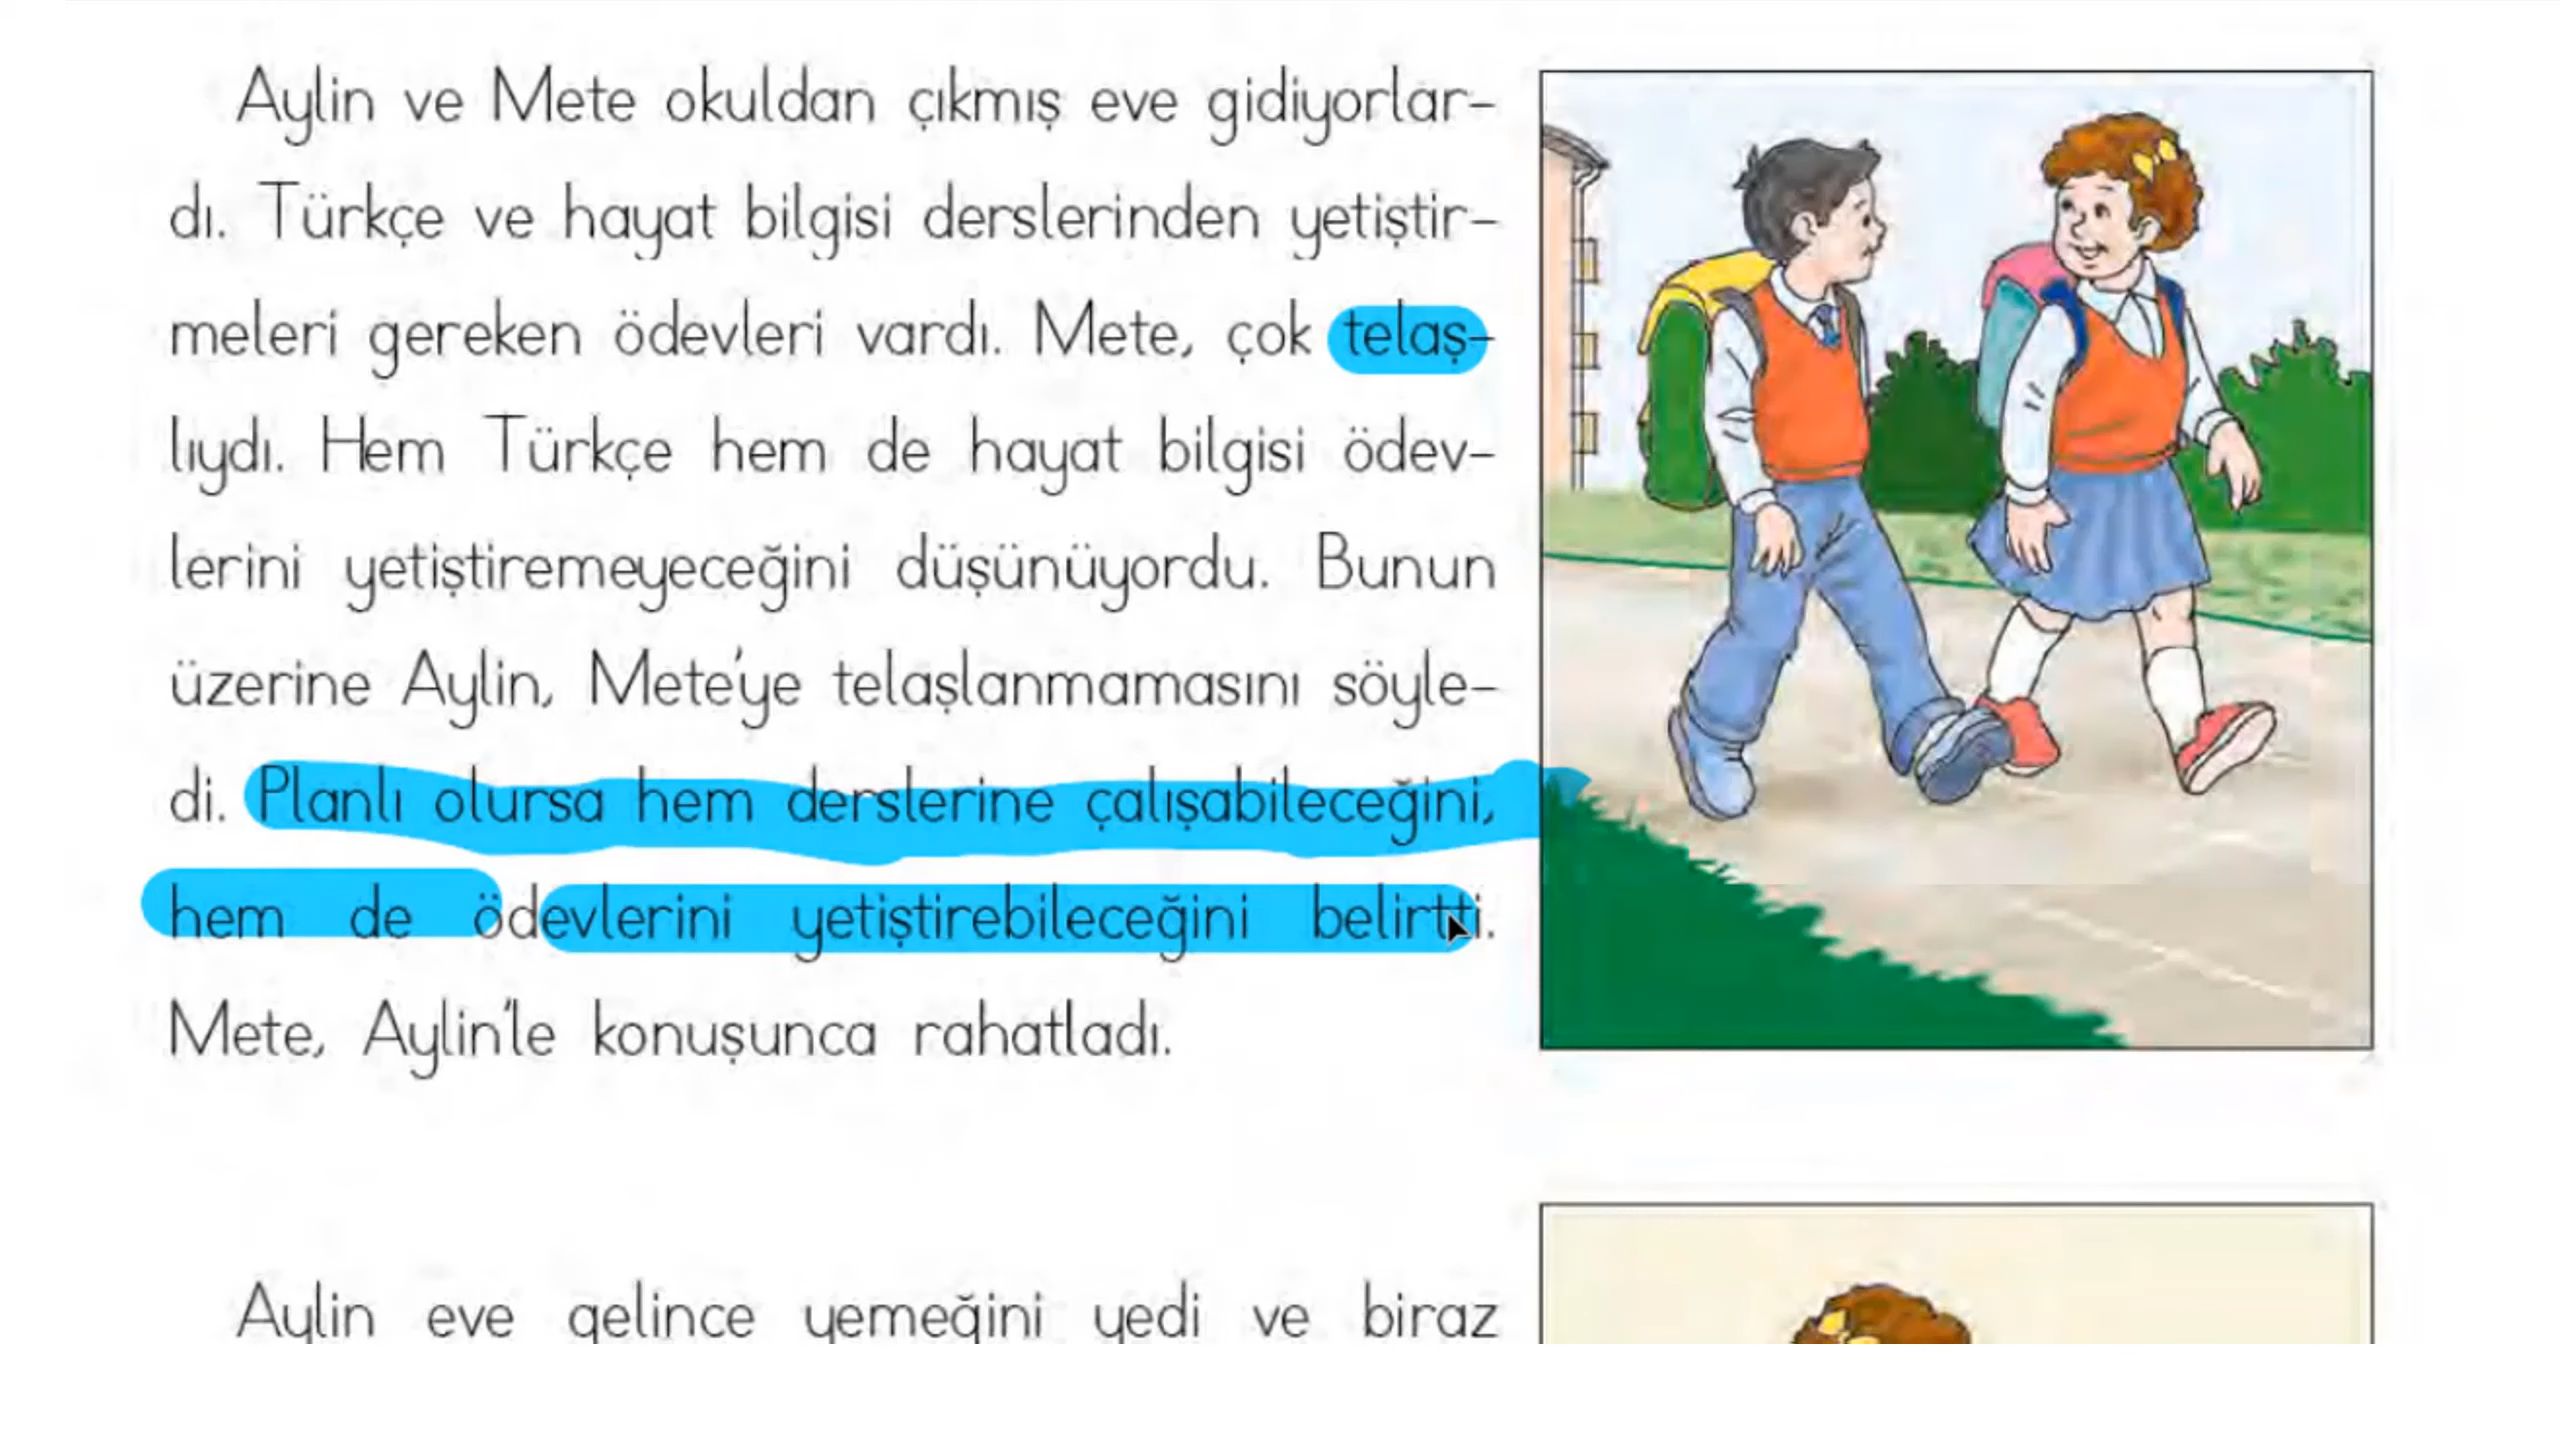 Aylin ve Mete okuldan çıkmış eve gidiyorlar-
dı. Türkçe ve hayat bilgisi derslerinden yetiştir-
meleri gereken ödevleri vardı. Mete, çok telaş-
lıydı. Hem Türkçe hem de hayat bilgisi ödev-
lerini yetiştiremeyeceğini düşünüyordu. Bunun
üzerine Aylin, Mete'ye telaşlanmamasını söyle-
di. Planlı olursa hem derslerine çalışabileceğini,
hem de ödevlerini yetiştirebileceğini belirtti.
Mete, Aylin'le konuşunca rahatladı.
Aylin eve gelince yemeğini yedi ve biraz